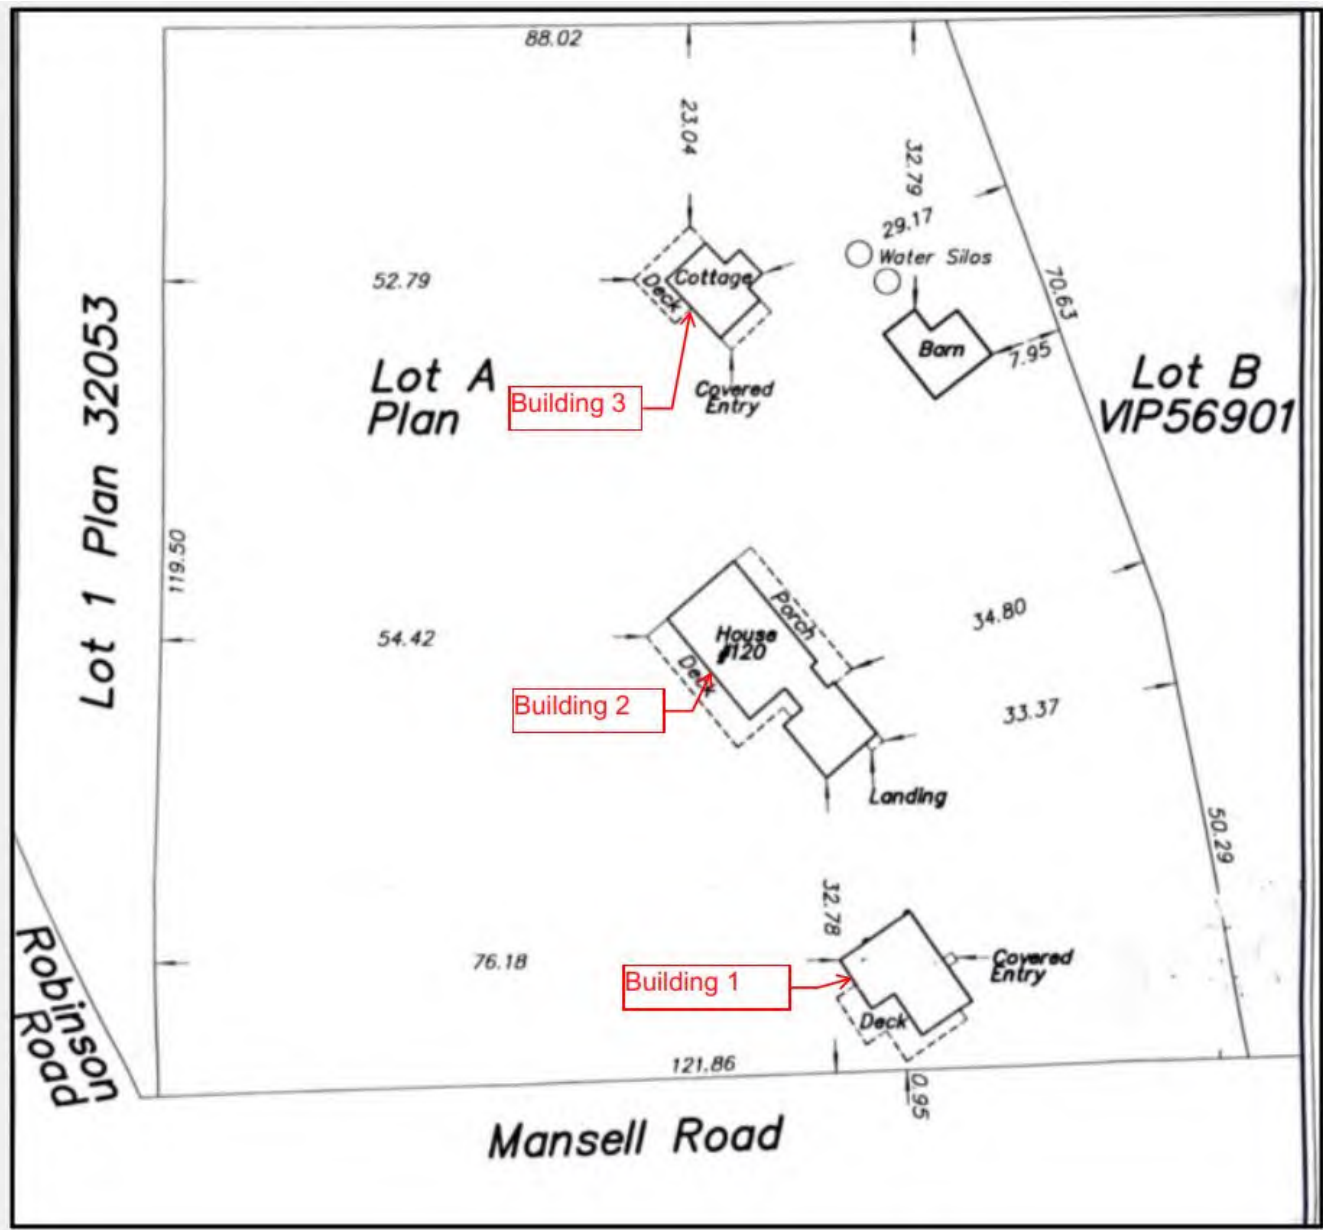 88.02
23.04
32.79
29.17
Water Silos
52.79
Deck
Cottage
70.63
Lot 1 Plan 32053
Lot A
Plan
Building 3
Covered
Entry
Barn
7.95
Lot B
VIP56901
119.50
54.42
House
#120
Porch
Deck
34.80
Building 2
33.37
Landing
50.29
32.78
76.18
Building 1
Covered
Entry
Deck
Robinson
Road
121.86
0.95
Mansell Road